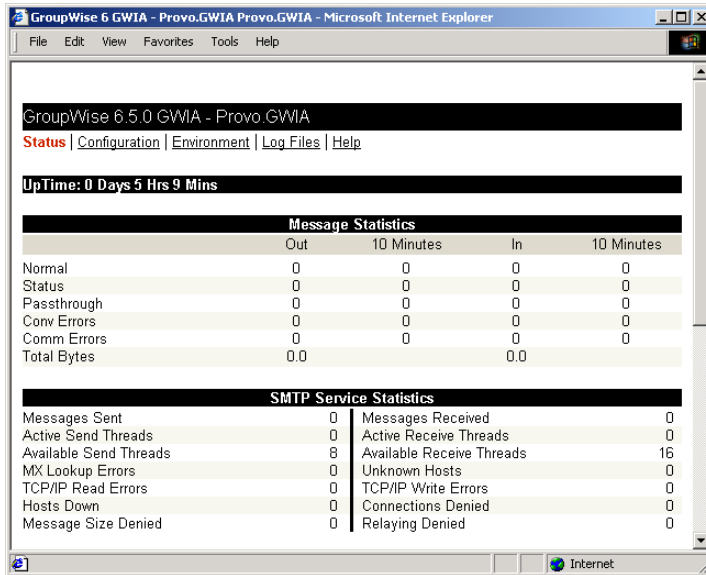 GroupWise 6 GWIA - Provo.GWIA Provo.GWIA - Microsoft Internet Explorer
File Edit View Favorites Tools Help
GroupWise 6.5.0 GWIA - Provo.GWIA
Status | Configuration | Environment | Log Files | Help
UpTime: 0 Days 5 Hrs 9 Mins
Message Statistics
Out 10 Minutes In 10 Minutes
Normal 0 0 0 0
Status 0 0 0 0
Passthrough 0 0 0 0
Conv Errors 0 0 0 0
Comm Errors 0 0 0 0
Total Bytes 0.0 0.0
SMTP Service Statistics
Messages Sent 0 Messages Received 0
Active Send Threads 0 Active Receive Threads 0
Available Send Threads 8 Available Receive Threads 16
MX Lookup Errors 0 Unknown Hosts 0
TCP/IP Read Errors 0 TCP/IP Write Errors 0
Hosts Down 0 Connections Denied 0
Message Size Denied 0 Relaying Denied 0
Internet